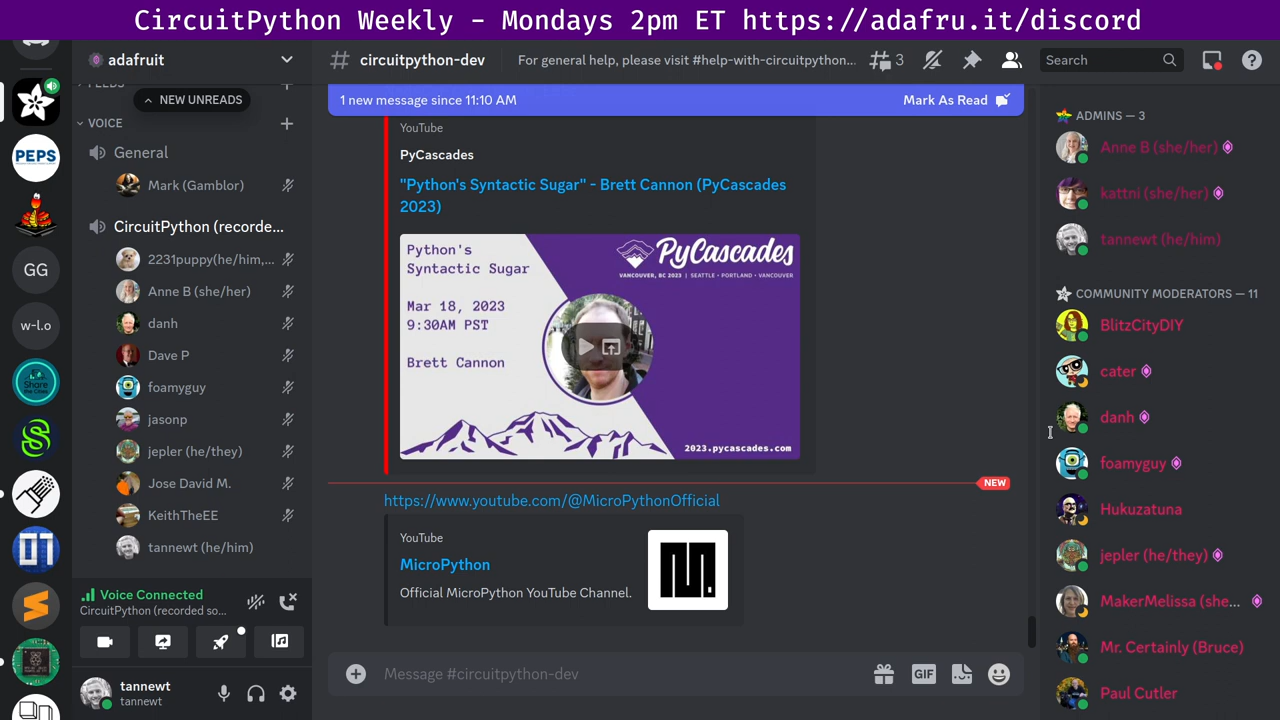 CircuitPython Weekly - Mondays 2pm ET https://adafru.it/discord
adafruit
NEW UNREADS
VOICE
General
Mark (Gamblor)
CircuitPython (recorde...
2231puppy(he/him,...
Anne B (she/her)
danh
Dave P
foamyguy
jasonp
jepler (he/they)
Jose David M.
KeithTheEE
tannewt (he/him)
Voice Connected
CircuitPython (recorded so...
tannewt
tannewt
PEPS
GG
w-l.o
Share
circuitpython-dev
For general help, please visit #help-with-circuitpython...
3
Search
1 new message since 11:10 AM
Mark As Read
YouTube
PyCascades
"Python's Syntactic Sugar" - Brett Cannon (PyCascades
2023)
Python's
Syntactic Sugar
Mar 18, 2023
9:30AM PST
Brett Cannon
PyCascades
VANCOUVER, BC 2023 | SEATTLE • PORTLAND • VANCOUVER
2023.pycascades.com
NEW
https://www.youtube.com/@MicroPythonOfficial
YouTube
MicroPython
Official MicroPython YouTube Channel.
Message #circuitpython-dev
GIF
ADMINS — 3
Anne B (she/her)
kattni (she/her)
tannewt (he/him)
COMMUNITY MODERATORS — 11
BlitzCityDIY
cater
danh
foamyguy
Hukuzatuna
jepler (he/they)
MakerMelissa (she...
Mr. Certainly (Bruce)
Paul Cutler